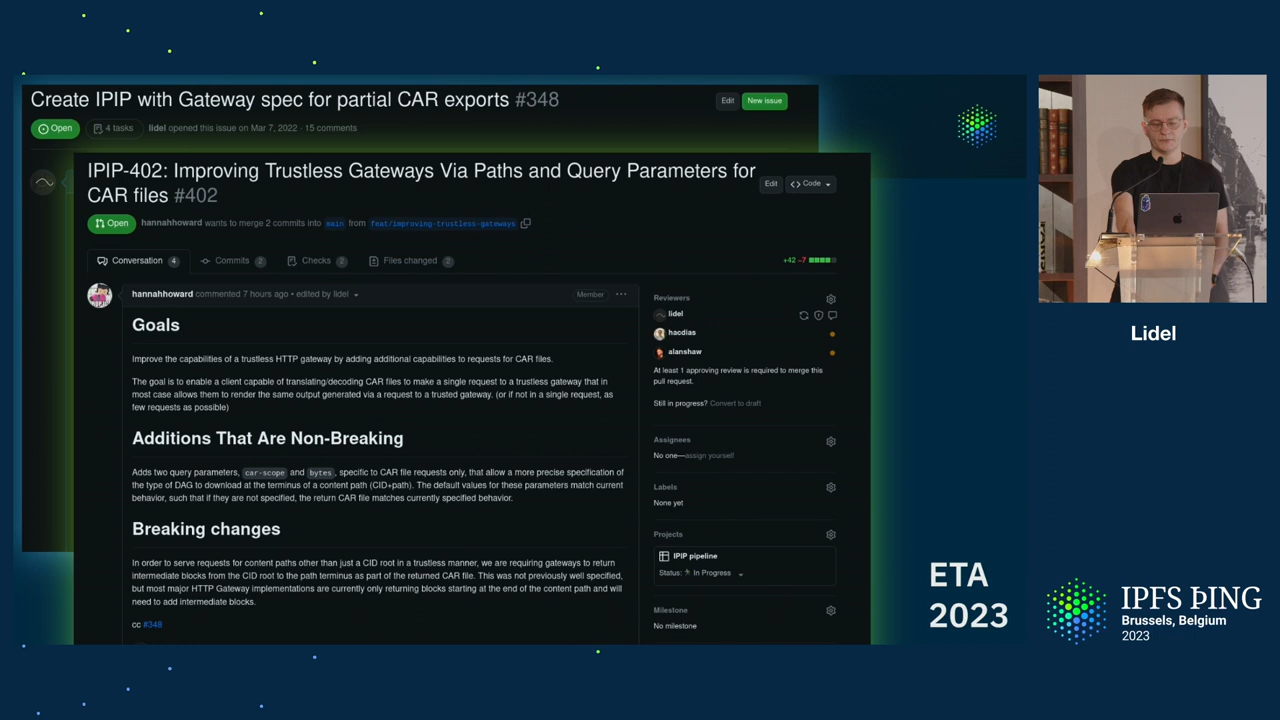 Create IPIP with Gateway spec for partial CAR exports #348
Edit
New issue
Open
4 tasks
lidel opened this issue on Mar 7, 2022 · 15 comments
IPIP-402: Improving Trustless Gateways Via Paths and Query Parameters for
CAR files #402
Edit
<> Code
Open
hannahhoward wants to merge 2 commits into main from feat/improving-trustless-gateways
Conversation 4
Commits 2
Checks 2
Files changed 2
+42 −7
hannahhoward commented 7 hours ago • edited by lidel
Member
Goals
Improve the capabilities of a trustless HTTP gateway by adding additional capabilities to requests for CAR files.
The goal is to enable a client capable of translating/decoding CAR files to make a single request to a trustless gateway that in
most case allows them to render the same output generated via a request to a trusted gateway. (or if not in a single request, as
few requests as possible)
Additions That Are Non-Breaking
Adds two query parameters, car-scope and bytes, specific to CAR file requests only, that allow a more precise specification of
the type of DAG to download at the terminus of a content path (CID+path). The default values for these parameters match current
behavior, such that if they are not specified, the return CAR file matches currently specified behavior.
Breaking changes
In order to serve requests for content paths other than just a CID root in a trustless manner, we are requiring gateways to return
intermediate blocks from the CID root to the path terminus as part of the returned CAR file. This was not previously well specified,
but most major HTTP Gateway implementations are currently only returning blocks starting at the end of the content path and will
need to add intermediate blocks.
cc #348
Reviewers
lidel
hacdias
alanshaw
At least 1 approving review is required to merge this
pull request.
Still in progress? Convert to draft
Assignees
No one—assign yourself
Labels
None yet
Projects
IPIP pipeline
Status: In Progress
Milestone
No milestone
ETA
2023
Lidel
IPFS ÞING
Brussels, Belgium
2023